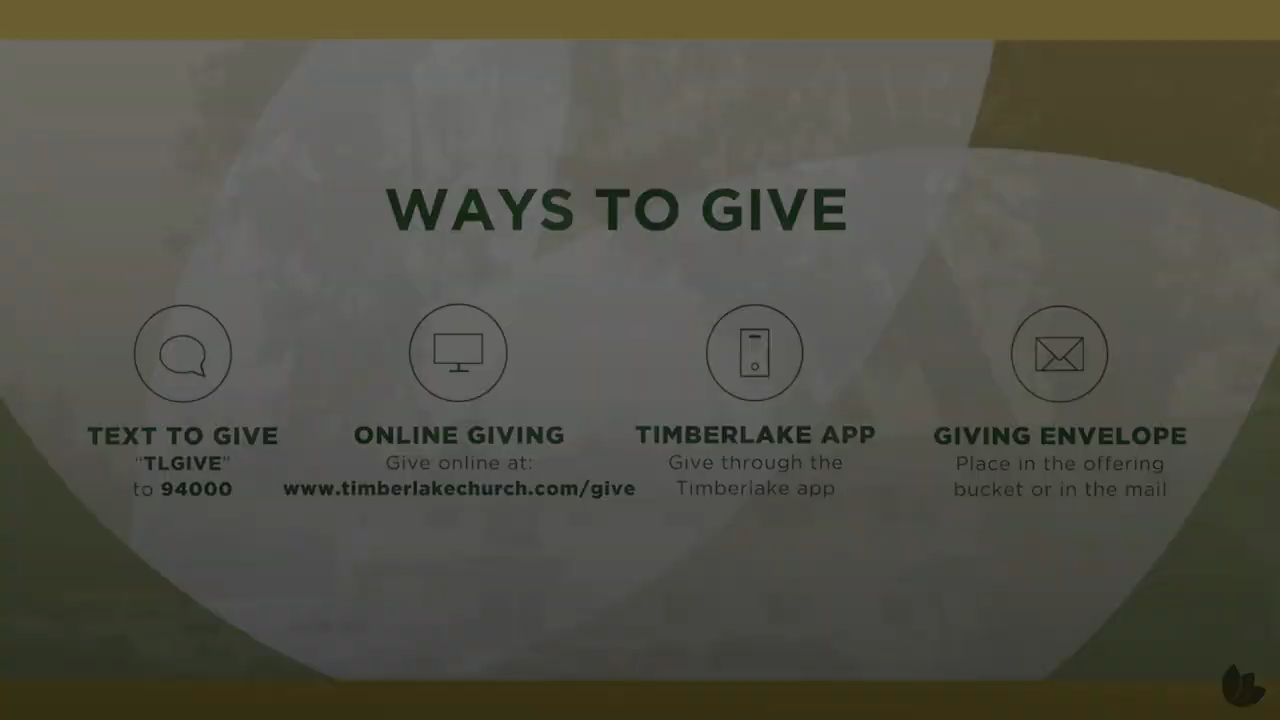 WAYS TO GIVE
TEXT TO GIVE
"TLGIVE"
to 94000
ONLINE GIVING
Give online at:
www.timberlakechurch.com/give
TIMBERLAKE APP
Give through the
Timberlake app
GIVING ENVELOPE
Place in the offering
bucket or in the mail